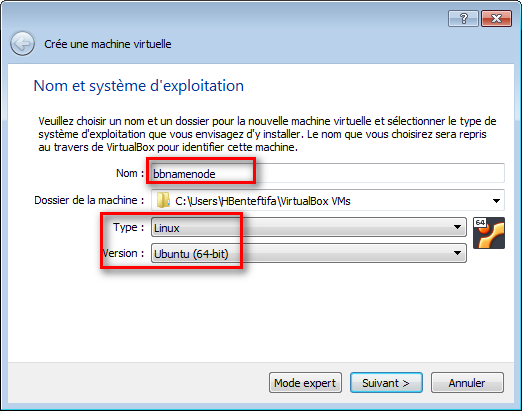 Crée une machine virtuelle
Nom et système d'exploitation
Veuillez choisir un nom et un dossier pour la nouvelle machine virtuelle et sélectionner le type de
système d'exploitation que vous envisagez d'y installer. Le nom que vous choisirez sera repris
au travers de VirtualBox pour identifier cette machine.
Nom : bbnamenode
Dossier de la machine : C:\Users\HBenteftifa\VirtualBox VMs
Type : Linux
64
Version : Ubuntu (64-bit)
Mode expert Suivant > Annuler